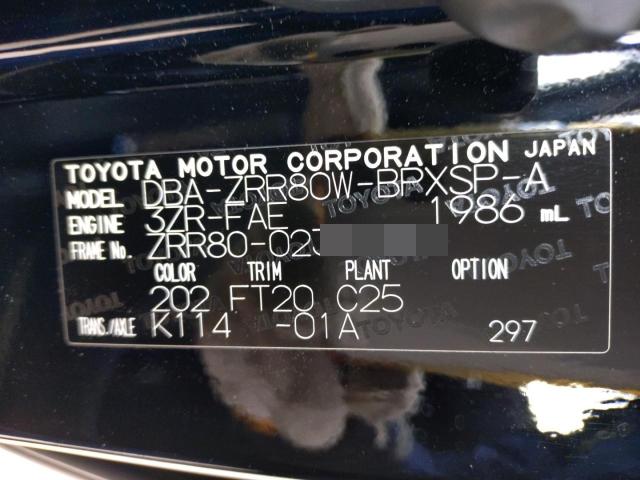 TOYOTA MOTOR CORPORATION JAPAN
MODEL DBA-ZRR80W-BPXSP-A
ENGINE 3ZR-FAE 1986 mL
FRAME No. ZRR80-02
COLOR TRIM PLANT OPTION
202 FT20 C25
TRANS./AXLE K114 -01A 297